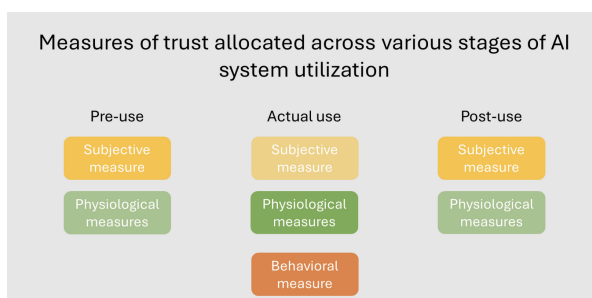 Measures of trust allocated across various stages of AI
system utilization
Pre-use
Actual use
Post-use
Subjective
measure
Subjective
measure
Subjective
measure
Physiological
measures
Physiological
measures
Physiological
measures
Behavioral
measure